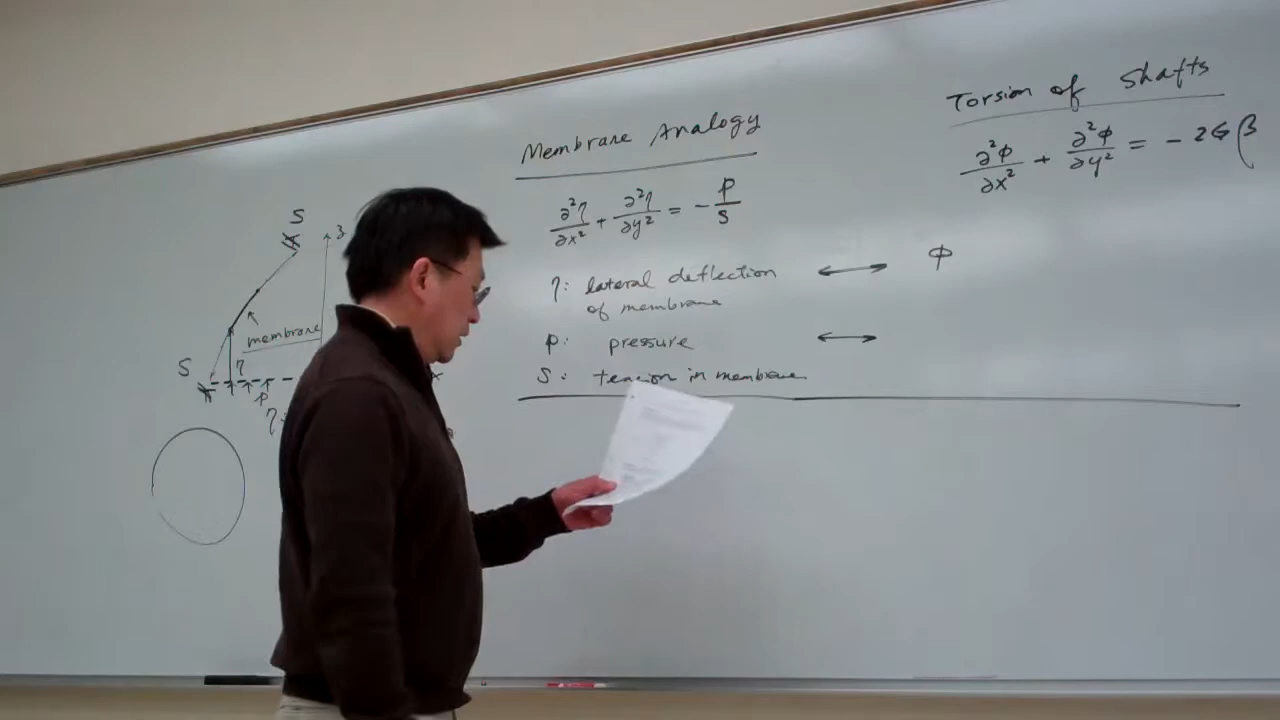 Membrane Analogy
∂²η/∂x² + ∂²η/∂y² = - P/S
η: lateral deflection ⟷ φ
of membrane
p: pressure ⟷
S: tension in membrane
Torsion of Shafts
∂²φ/∂x² + ∂²φ/∂y² = - 2Gβ
S
z
membrane
S
η
x
p
η: